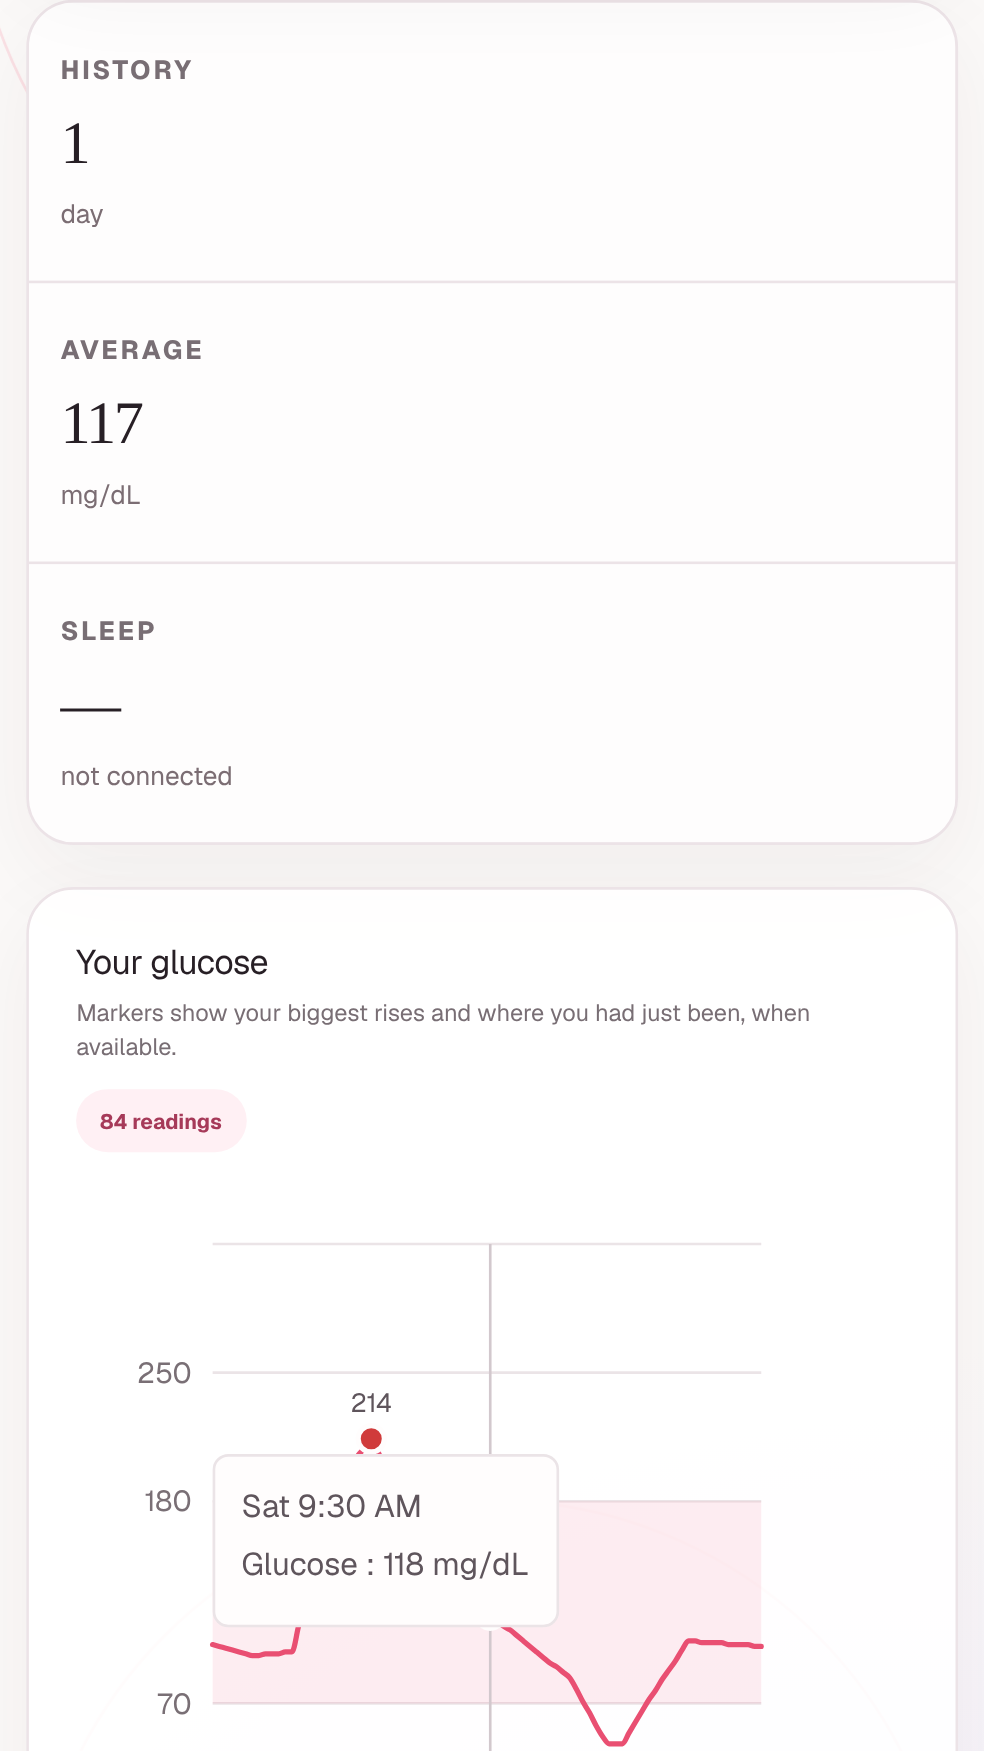 HISTORY
1
day
AVERAGE
117
mg/dL
SLEEP
—
not connected
Your glucose
Markers show your biggest rises and where you had just been, when
available.
84 readings
250
214
180
Sat 9:30 AM
Glucose : 118 mg/dL
70